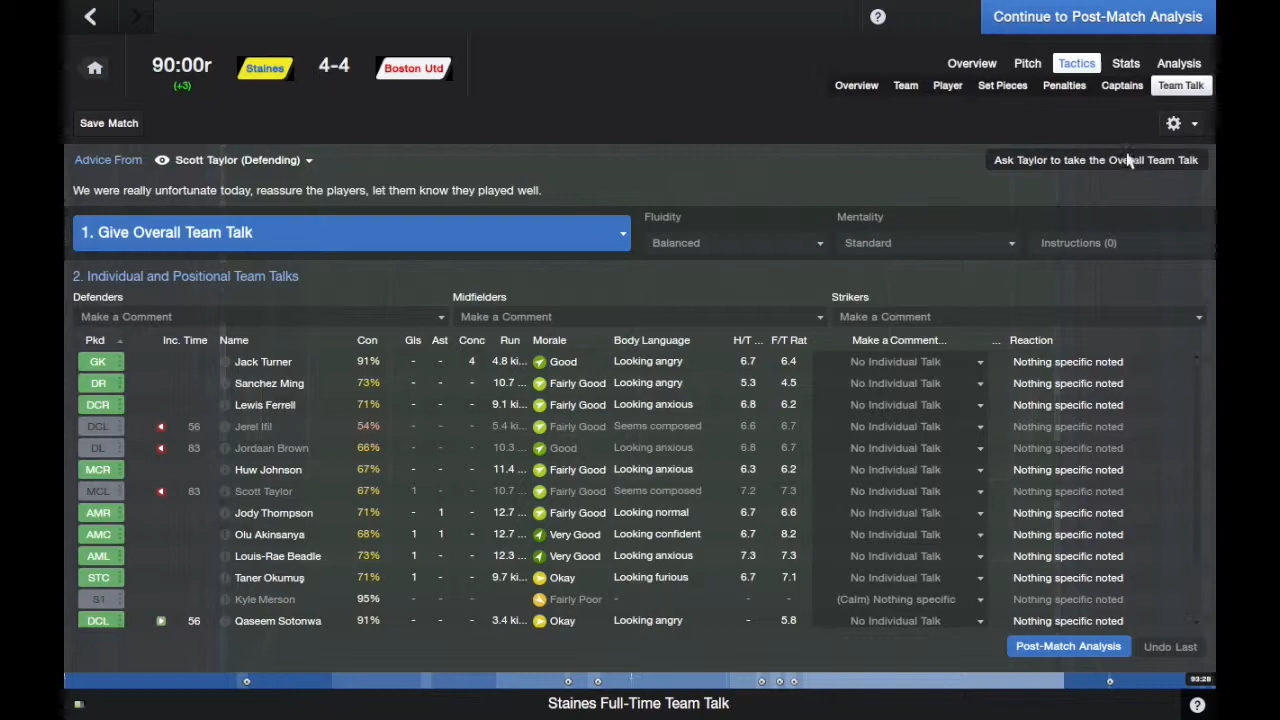 Continue to Post-Match Analysis
90:00r Staines 4-4 Boston Utd
(+3)
Overview Pitch Tactics Stats Analysis
Overview Team Player Set Pieces Penalties Captains Team Talk
Save Match
Advice From Scott Taylor (Defending) Ask Taylor to take the Overall Team Talk
We were really unfortunate today, reassure the players, let them know they played well.
Fluidity Mentality
1. Give Overall Team Talk Balanced Standard Instructions (0)
2. Individual and Positional Team Talks
Defenders Midfielders Strikers
Make a Comment Make a Comment Make a Comment
Pkd Inc. Time Name Con Gls Ast Conc Run Morale Body Language H/T ... F/T Rat Make a Comment... ... Reaction
GK Jack Turner 91% - - 4 4.8 ki... Good Looking angry 6.7 6.4 No Individual Talk Nothing specific noted
DR Sanchez Ming 73% - - - 10.7 ... Fairly Good Looking angry 5.3 4.5 No Individual Talk Nothing specific noted
DCR Lewis Ferrell 71% - - - 9.1 ki... Fairly Good Looking anxious 6.8 6.2 No Individual Talk Nothing specific noted
DCL 56 Jerel Ifil 54% - - - 5.4 ki... Fairly Good Seems composed 6.6 6.7 No Individual Talk Nothing specific noted
DL 83 Jordaan Brown 66% - - - 10.3 ... Good Looking anxious 6.8 6.7 No Individual Talk Nothing specific noted
MCR Huw Johnson 67% - - - 11.4 ... Fairly Good Looking anxious 6.3 6.2 No Individual Talk Nothing specific noted
MCL 83 Scott Taylor 67% 1 - - 10.7 ... Fairly Good Seems composed 7.2 7.3 No Individual Talk Nothing specific noted
AMR Jody Thompson 71% - 1 - 12.7 ... Fairly Good Looking normal 6.7 6.6 No Individual Talk Nothing specific noted
AMC Olu Akinsanya 68% 1 1 - 12.7 ... Very Good Looking confident 6.7 8.2 No Individual Talk Nothing specific noted
AML Louis-Rae Beadle 73% 1 - - 12.3 ... Very Good Looking anxious 7.3 7.3 No Individual Talk Nothing specific noted
STC Taner Okumuş 71% 1 - - 9.7 ki... Okay Looking furious 6.7 7.1 No Individual Talk Nothing specific noted
S1 Kyle Merson 95% - - - - Fairly Poor - - - (Calm) Nothing specific Nothing specific noted
DCL 56 Qaseem Sotonwa 91% - - - 3.4 ki... Okay Looking angry - 5.8 No Individual Talk Nothing specific noted
Post-Match Analysis Undo Last
93:28
Staines Full-Time Team Talk